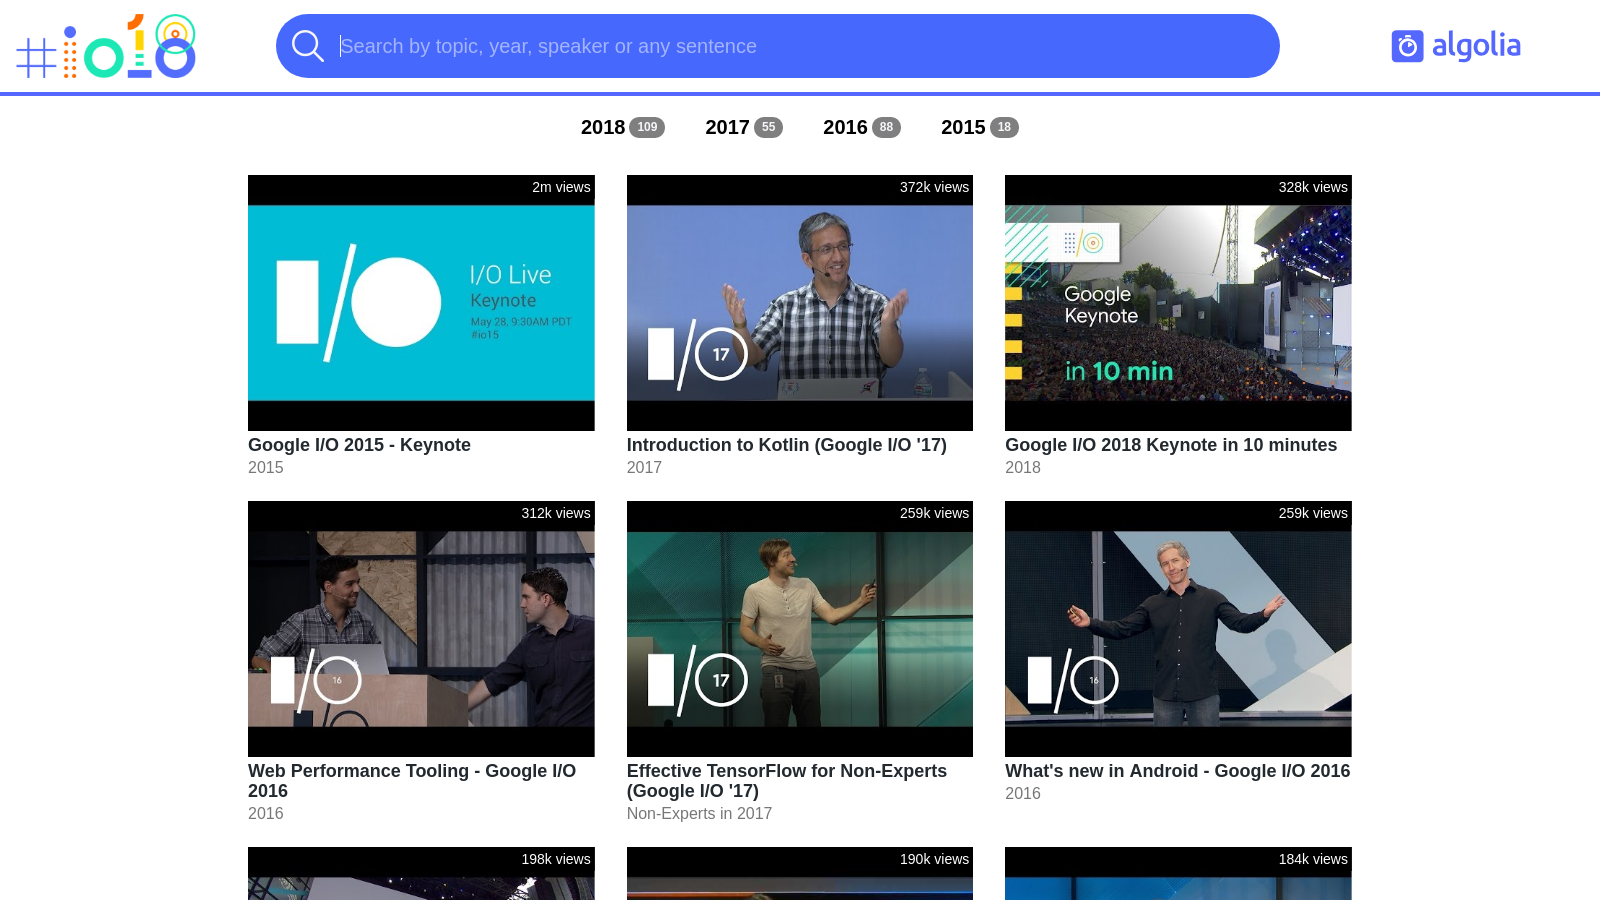 #io18
Search by topic, year, speaker or any sentence
algolia
2018 109 2017 55 2016 88 2015 18
2m views
I/O Live
Keynote
May 28, 9:30AM PDT
#io15
I/O
Google I/O 2015 - Keynote
2015
372k views
I/O 17
Introduction to Kotlin (Google I/O '17)
2017
328k views
I/O
Google
Keynote
in 10 min
Google I/O 2018 Keynote in 10 minutes
2018
312k views
I/O 16
Web Performance Tooling - Google I/O
2016
2016
259k views
I/O 17
Effective TensorFlow for Non-Experts
(Google I/O '17)
Non-Experts in 2017
259k views
I/O 16
What's new in Android - Google I/O 2016
2016
198k views
190k views
184k views